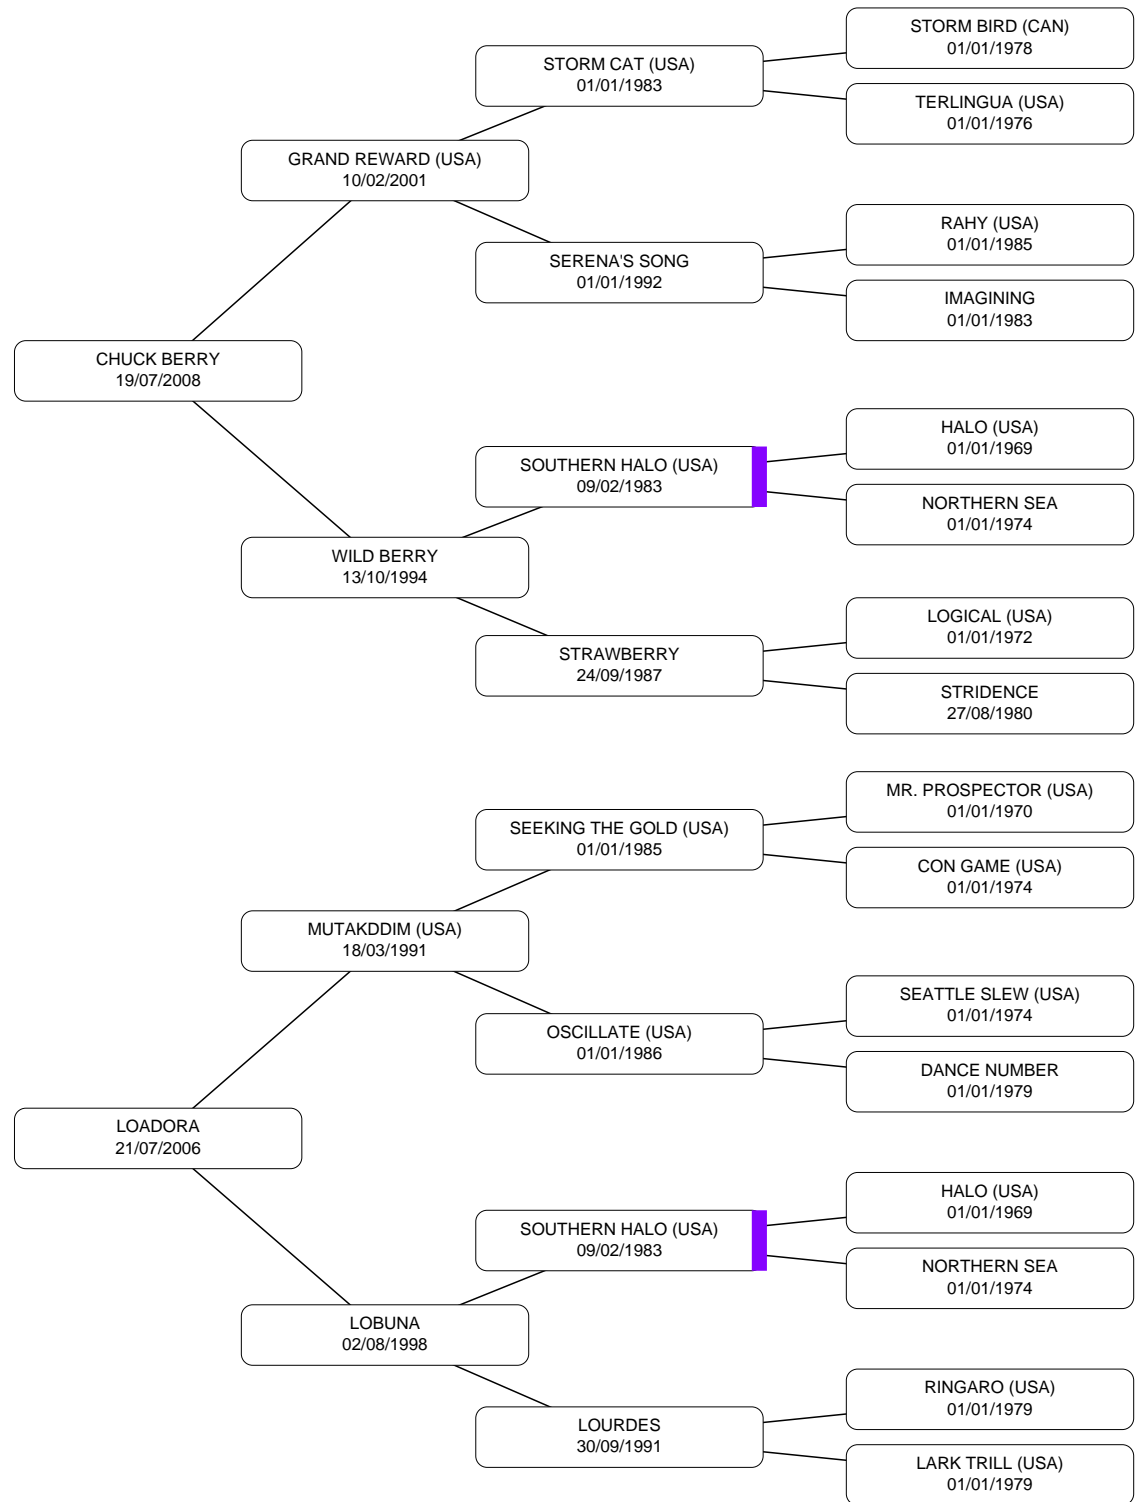 STORM BIRD (CAN)
01/01/1978
STORM CAT (USA)
01/01/1983
TERLINGUA (USA)
01/01/1976
GRAND REWARD (USA)
10/02/2001
RAHY (USA)
01/01/1985
SERENA'S SONG
01/01/1992
IMAGINING
01/01/1983
CHUCK BERRY
19/07/2008
HALO (USA)
01/01/1969
SOUTHERN HALO (USA)
09/02/1983
NORTHERN SEA
01/01/1974
WILD BERRY
13/10/1994
LOGICAL (USA)
01/01/1972
STRAWBERRY
24/09/1987
STRIDENCE
27/08/1980
MR. PROSPECTOR (USA)
01/01/1970
SEEKING THE GOLD (USA)
01/01/1985
CON GAME (USA)
01/01/1974
MUTAKDDIM (USA)
18/03/1991
SEATTLE SLEW (USA)
01/01/1974
OSCILLATE (USA)
01/01/1986
DANCE NUMBER
01/01/1979
LOADORA
21/07/2006
HALO (USA)
01/01/1969
SOUTHERN HALO (USA)
09/02/1983
NORTHERN SEA
01/01/1974
LOBUNA
02/08/1998
RINGARO (USA)
01/01/1979
LOURDES
30/09/1991
LARK TRILL (USA)
01/01/1979